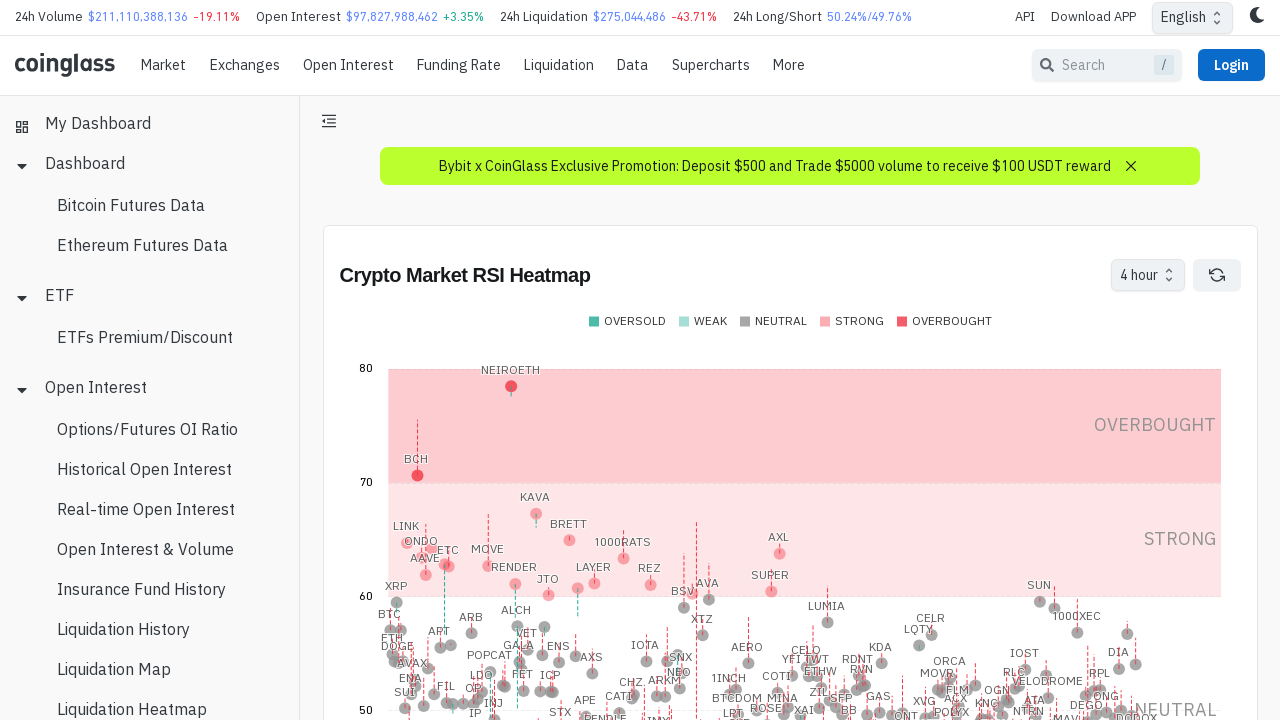 24h Volume $211,110,388,136 -19.11% Open Interest $97,827,988,462 +3.35% 24h Liquidation $275,044,486 -43.71% 24h Long/Short 50.24%/49.76% API Download APP English
coinglass Market Exchanges Open Interest Funding Rate Liquidation Data Supercharts More Search / Login
My Dashboard
Dashboard
Bitcoin Futures Data
Ethereum Futures Data
ETF
ETFs Premium/Discount
Open Interest
Options/Futures OI Ratio
Historical Open Interest
Real-time Open Interest
Open Interest & Volume
Insurance Fund History
Liquidation History
Liquidation Map
Liquidation Heatmap
Bybit x CoinGlass Exclusive Promotion: Deposit $500 and Trade $5000 volume to receive $100 USDT reward
Crypto Market RSI Heatmap 4 hour
OVERSOLD WEAK NEUTRAL STRONG OVERBOUGHT
80
NEIROETH
OVERBOUGHT
BCH
70
KAVA
LINK BRETT
ONDO 1000RATS AXL STRONG
AAVE ETC MOVE
RENDER LAYER REZ
JTO SUPER
XRP BSV AVA SUN
60
BTC ALCH LUMIA
ARB XTZ CELR 1000XEC
APT VET LQTY
ETH
DOGE GALA ENS IOTA AERO CELO KDA IOST DIA
AVAX POPCAT AXS SNX YFI TWT RDNT ORCA
ENA FET ICP NEO 1INCH COTI ETHW RVN MOVR RLC RPL
SUI FIL OP ARKM VELODROME
INJ APE CATI CHZ BTCDOM MINA ZIL SFP GAS XVG FLM OGN ATA ONG
IP STX ROSE XAI BB ACX KNC DEGO
50 POLYX NEUTRAL